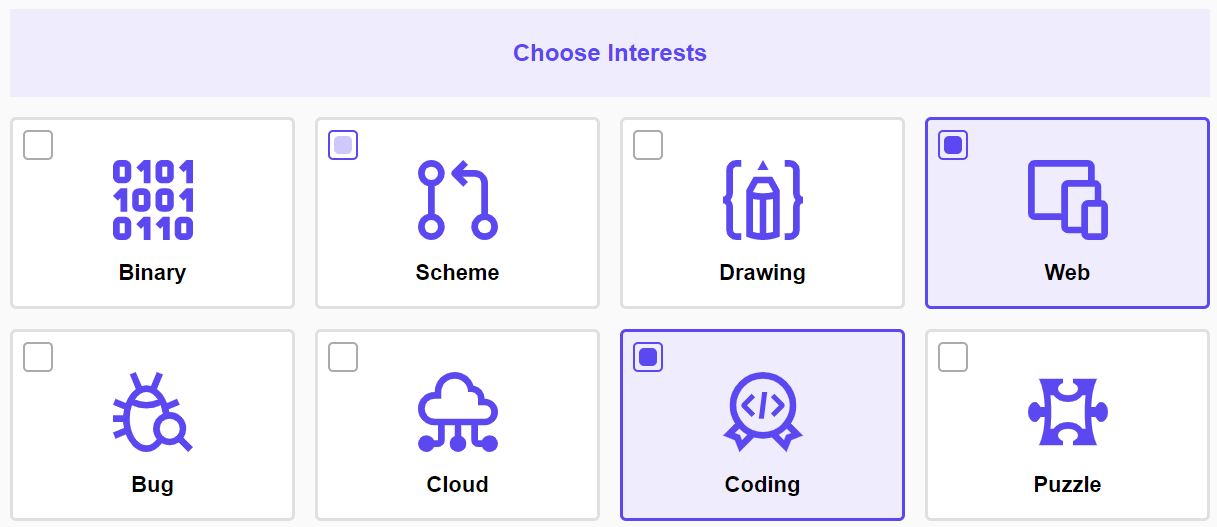 Choose Interests
0101
1001
0110
Binary
Scheme
Drawing
Web
Bug
Cloud
</>
Coding
Puzzle